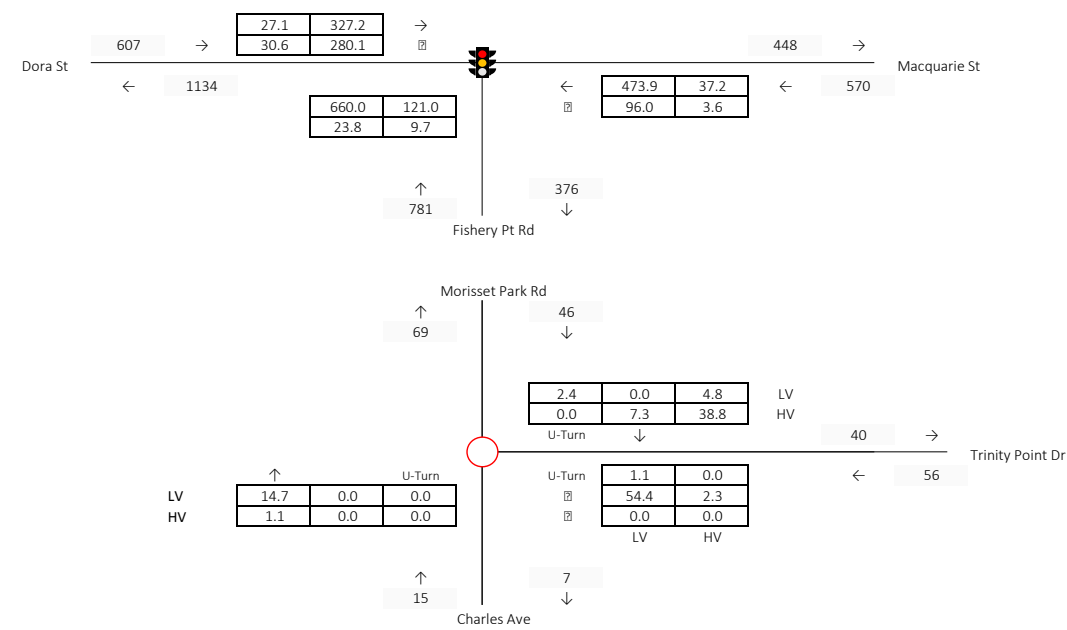 27.1 327.2 →
607 → 30.6 280.1 448 →
Dora St Macquarie St
← 1134 ← 473.9 37.2 ← 570
660.0 121.0 96.0 3.6
23.8 9.7
↑ 376
781 ↓
Fishery Pt Rd
Morisset Park Rd
↑ 46
69 ↓
2.4 0.0 4.8 LV
0.0 7.3 38.8 HV
U-Turn ↓ 40 →
Trinity Point Dr
↑ U-Turn U-Turn 1.1 0.0 ← 56
LV 14.7 0.0 0.0 54.4 2.3
HV 1.1 0.0 0.0 0.0 0.0
LV HV
↑ 7
15 ↓
Charles Ave